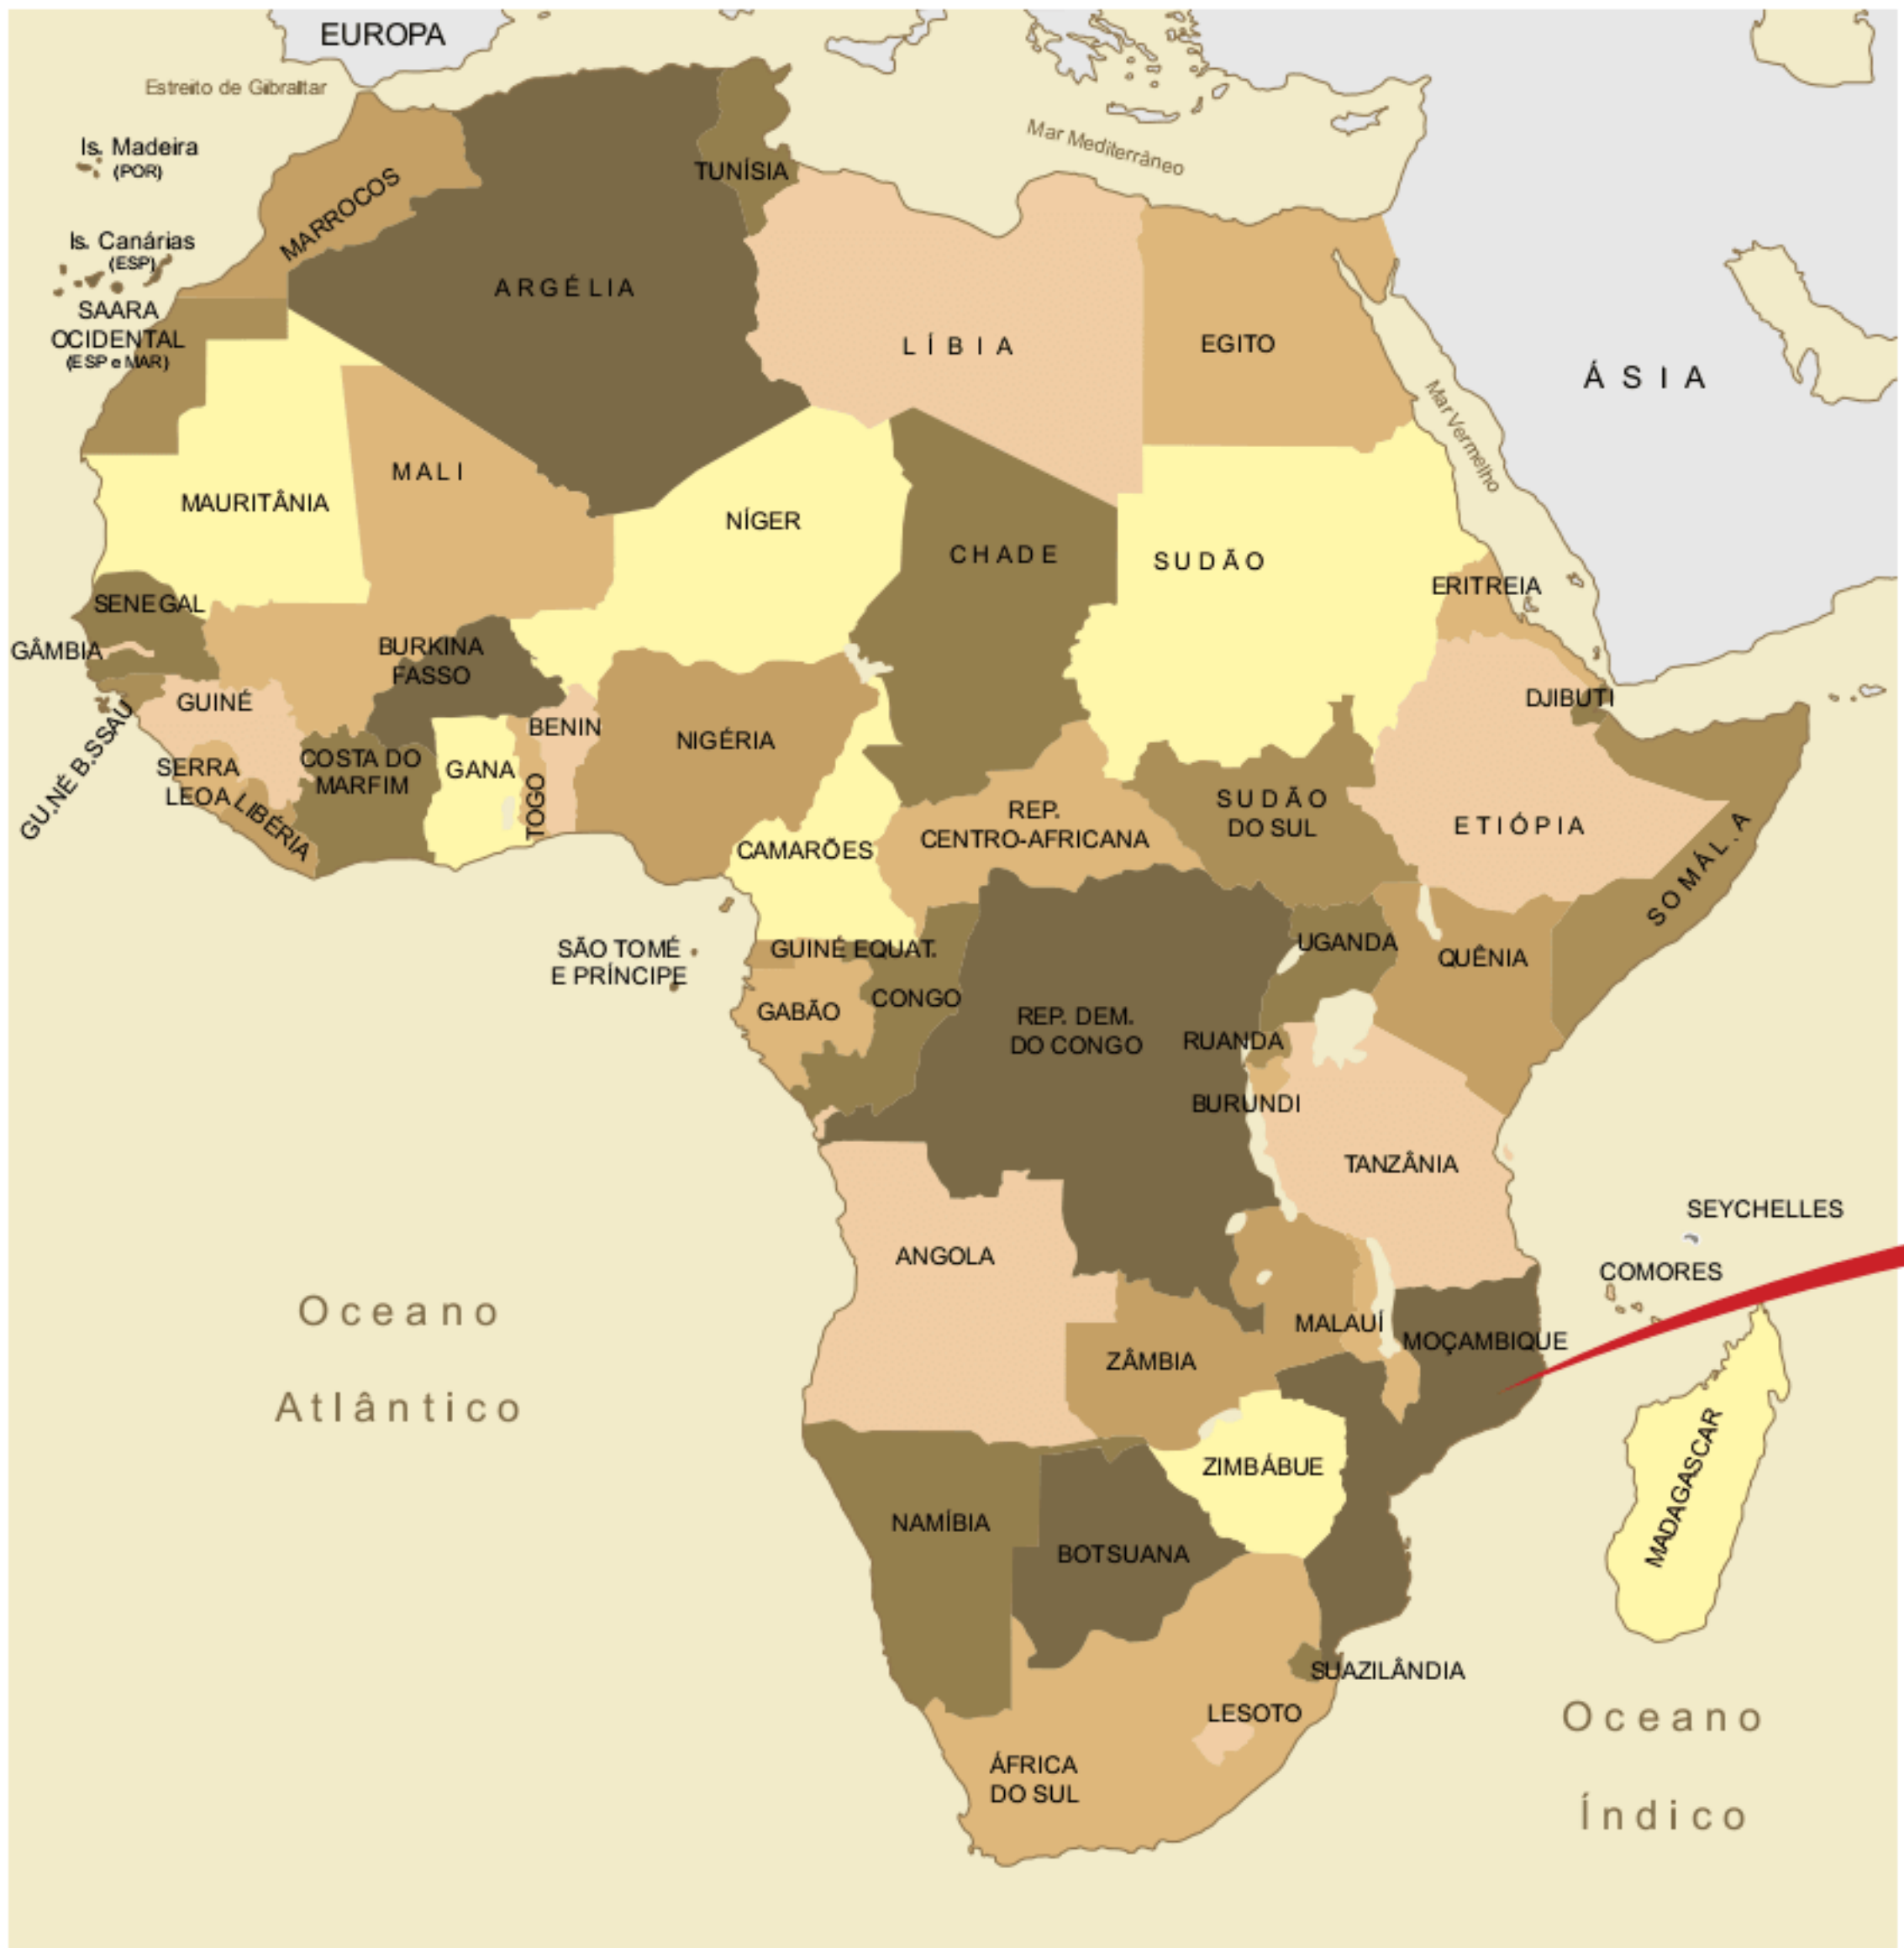 EUROPA
Estreito de Gibraltar
Is. Madeira
(POR)
Mar Mediterrâneo
TUNÍSIA
MARROCOS
Is. Canárias
(ESP)
ARGÉLIA
SAARA
OCIDENTAL
(ESP e MAR)
LÍBIA
EGITO
ÁSIA
Mar Vermelho
MALI
MAURITÂNIA
NÍGER
CHADE
SUDÃO
ERITREIA
SENEGAL
GÂMBIA
BURKINA
FASSO
GUINÉ
DJIBUTI
GU.NÉ B.SSAU
BENIN
NIGÉRIA
COSTA DO
MARFIM
GANA
TOGO
SERRA
LEOA
LIBÉRIA
SUDÃO
DO SUL
REP.
CENTRO-AFRICANA
ETIÓPIA
CAMARÕES
SOMÁL.A
UGANDA
QUÊNIA
SÃO TOMÉ
E PRÍNCIPE
GUINÉ EQUAT.
CONGO
GABÃO
REP. DEM.
DO CONGO
RUANDA
BURUNDI
TANZÂNIA
SEYCHELLES
ANGOLA
COMORES
Oceano
Atlântico
MALAUÍ
MOÇAMBIQUE
ZÂMBIA
MADAGASCAR
ZIMBÁBUE
NAMÍBIA
BOTSUANA
SUAZILÂNDIA
LESOTO
Oceano
Índico
ÁFRICA
DO SUL